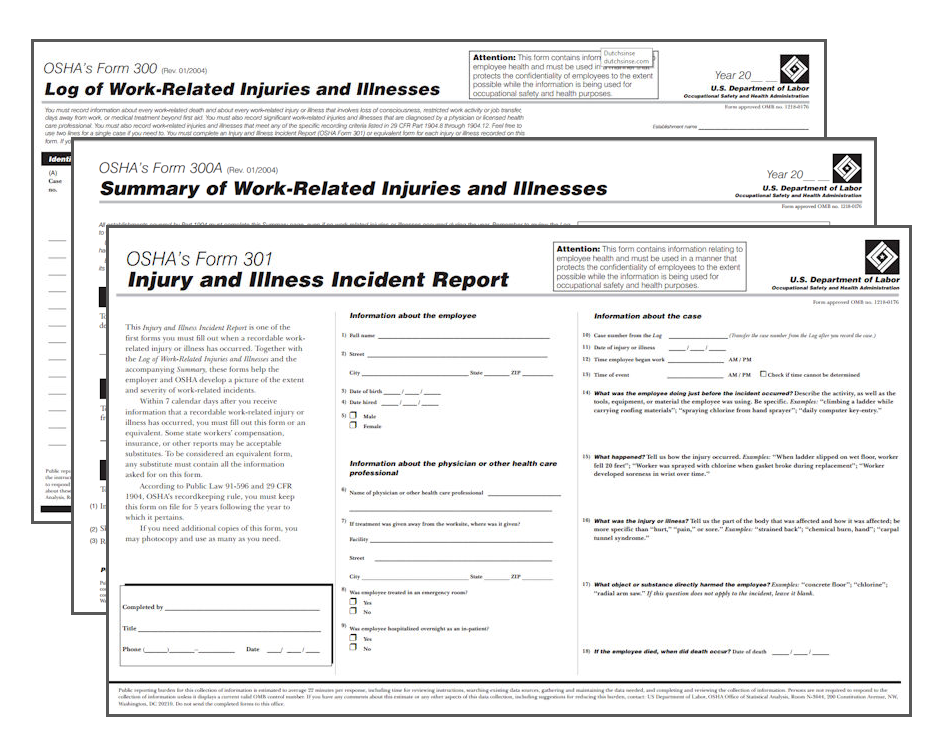 OSHA's Form 300 (Rev. 01/2004)
Log of Work-Related Injuries and Illnesses
You must record information about every work-related death and about every work-related injury or illness that involves loss of consciousness, restricted work activity or job transfer,
days away from work, or medical treatment beyond first aid. You must also record significant work-related injuries and illnesses that are diagnosed by a physician or licensed health
care professional. You must also record work-related injuries and illnesses that meet any of the specific recording criteria listed in 29 CFR Part 1904.8 through 1904.12. Feel free to
use two lines for a single case if you need to. You must complete an Injury and Illness Incident Report (OSHA Form 301) or equivalent form for each injury or illness recorded on this
form. If
Attention: This form contains
employee health and must be used in
protects the confidentiality of employees to the extent
possible while the information is being used for
occupational safety and health purposes.
Dutchsinse
dutchsinse.com
Year 20__ __
U.S. Department of Labor
Occupational Safety and Health Administration
Form approved OMB no. 1218-0176
Establishment name
(A)
Case
no.
OSHA's Form 300A (Rev. 01/2004)
Summary of Work-Related Injuries and Illnesses
Year 20__ __
U.S. Department of Labor
Occupational Safety and Health Administration
Form approved OMB no. 1218-0176
(1)
(2)
(3)
OSHA's Form 301
Injury and Illness Incident Report
Attention: This form contains information relating to
employee health and must be used in a manner that
protects the confidentiality of employees to the extent
possible while the information is being used for
occupational safety and health purposes.
U.S. Department of Labor
Occupational Safety and Health Administration
Form approved OMB no. 1218-0176
This Injury and Illness Incident Report is one of the
first forms you must fill out when a recordable work-
related injury or illness has occurred. Together with
the Log of Work-Related Injuries and Illnesses and the
accompanying Summary, these forms help the
employer and OSHA develop a picture of the extent
and severity of work-related incidents.
Within 7 calendar days after you receive
information that a recordable work-related injury or
illness has occurred, you must fill out this form or an
equivalent. Some state workers' compensation,
insurance, or other reports may be acceptable
substitutes. To be considered an equivalent form,
any substitute must contain all the information
asked for on this form.
According to Public Law 91-596 and 29 CFR
1904, OSHA's recordkeeping rule, you must keep
this form on file for 5 years following the year to
which it pertains.
If you need additional copies of this form, you
may photocopy and use as many as you need.
Completed by
Title
Phone (      )      –      Date   /   /
Information about the employee
1) Full name
2) Street
City State ZIP
3) Date of birth / /
4) Date hired / /
5) Male
Female
Information about the physician or other health care
professional
6) Name of physician or other health care professional
7) If treatment was given away from the worksite, where was it given?
Facility
Street
City State ZIP
8) Was employee treated in an emergency room?
Yes
No
9) Was employee hospitalized overnight as an in-patient?
Yes
No
Information about the case
10) Case number from the Log (Transfer the case number from the Log after you record the case.)
11) Date of injury or illness / /
12) Time employee began work AM / PM
13) Time of event AM / PM Check if time cannot be determined
14) What was the employee doing just before the incident occurred? Describe the activity, as well as the
tools, equipment, or material the employee was using. Be specific. Examples: “climbing a ladder while
carrying roofing materials”; “spraying chlorine from hand sprayer”; “daily computer key-entry.”
15) What happened? Tell us how the injury occurred. Examples: “When ladder slipped on wet floor, worker
fell 20 feet”; “Worker was sprayed with chlorine when gasket broke during replacement”; “Worker
developed soreness in wrist over time.”
16) What was the injury or illness? Tell us the part of the body that was affected and how it was affected; be
more specific than “hurt,” “pain,” or sore.” Examples: “strained back”; “chemical burn, hand”; “carpal
tunnel syndrome.”
17) What object or substance directly harmed the employee? Examples: “concrete floor”; “chlorine”;
“radial arm saw.” If this question does not apply to the incident, leave it blank.
18) If the employee died, when did death occur? Date of death / /
Public reporting burden for this collection of information is estimated to average 22 minutes per response, including time for reviewing instructions, searching existing data sources, gathering and maintaining the data needed, and completing and reviewing the collection of information. Persons are not required to respond to the
collection of information unless it displays a current valid OMB control number. If you have any comments about this estimate or any other aspects of this data collection, including suggestions for reducing this burden, contact: US Department of Labor, OSHA Office of Statistical Analysis, Room N-3644, 200 Constitution Avenue, NW,
Washington, DC 20210. Do not send the completed forms to this office.